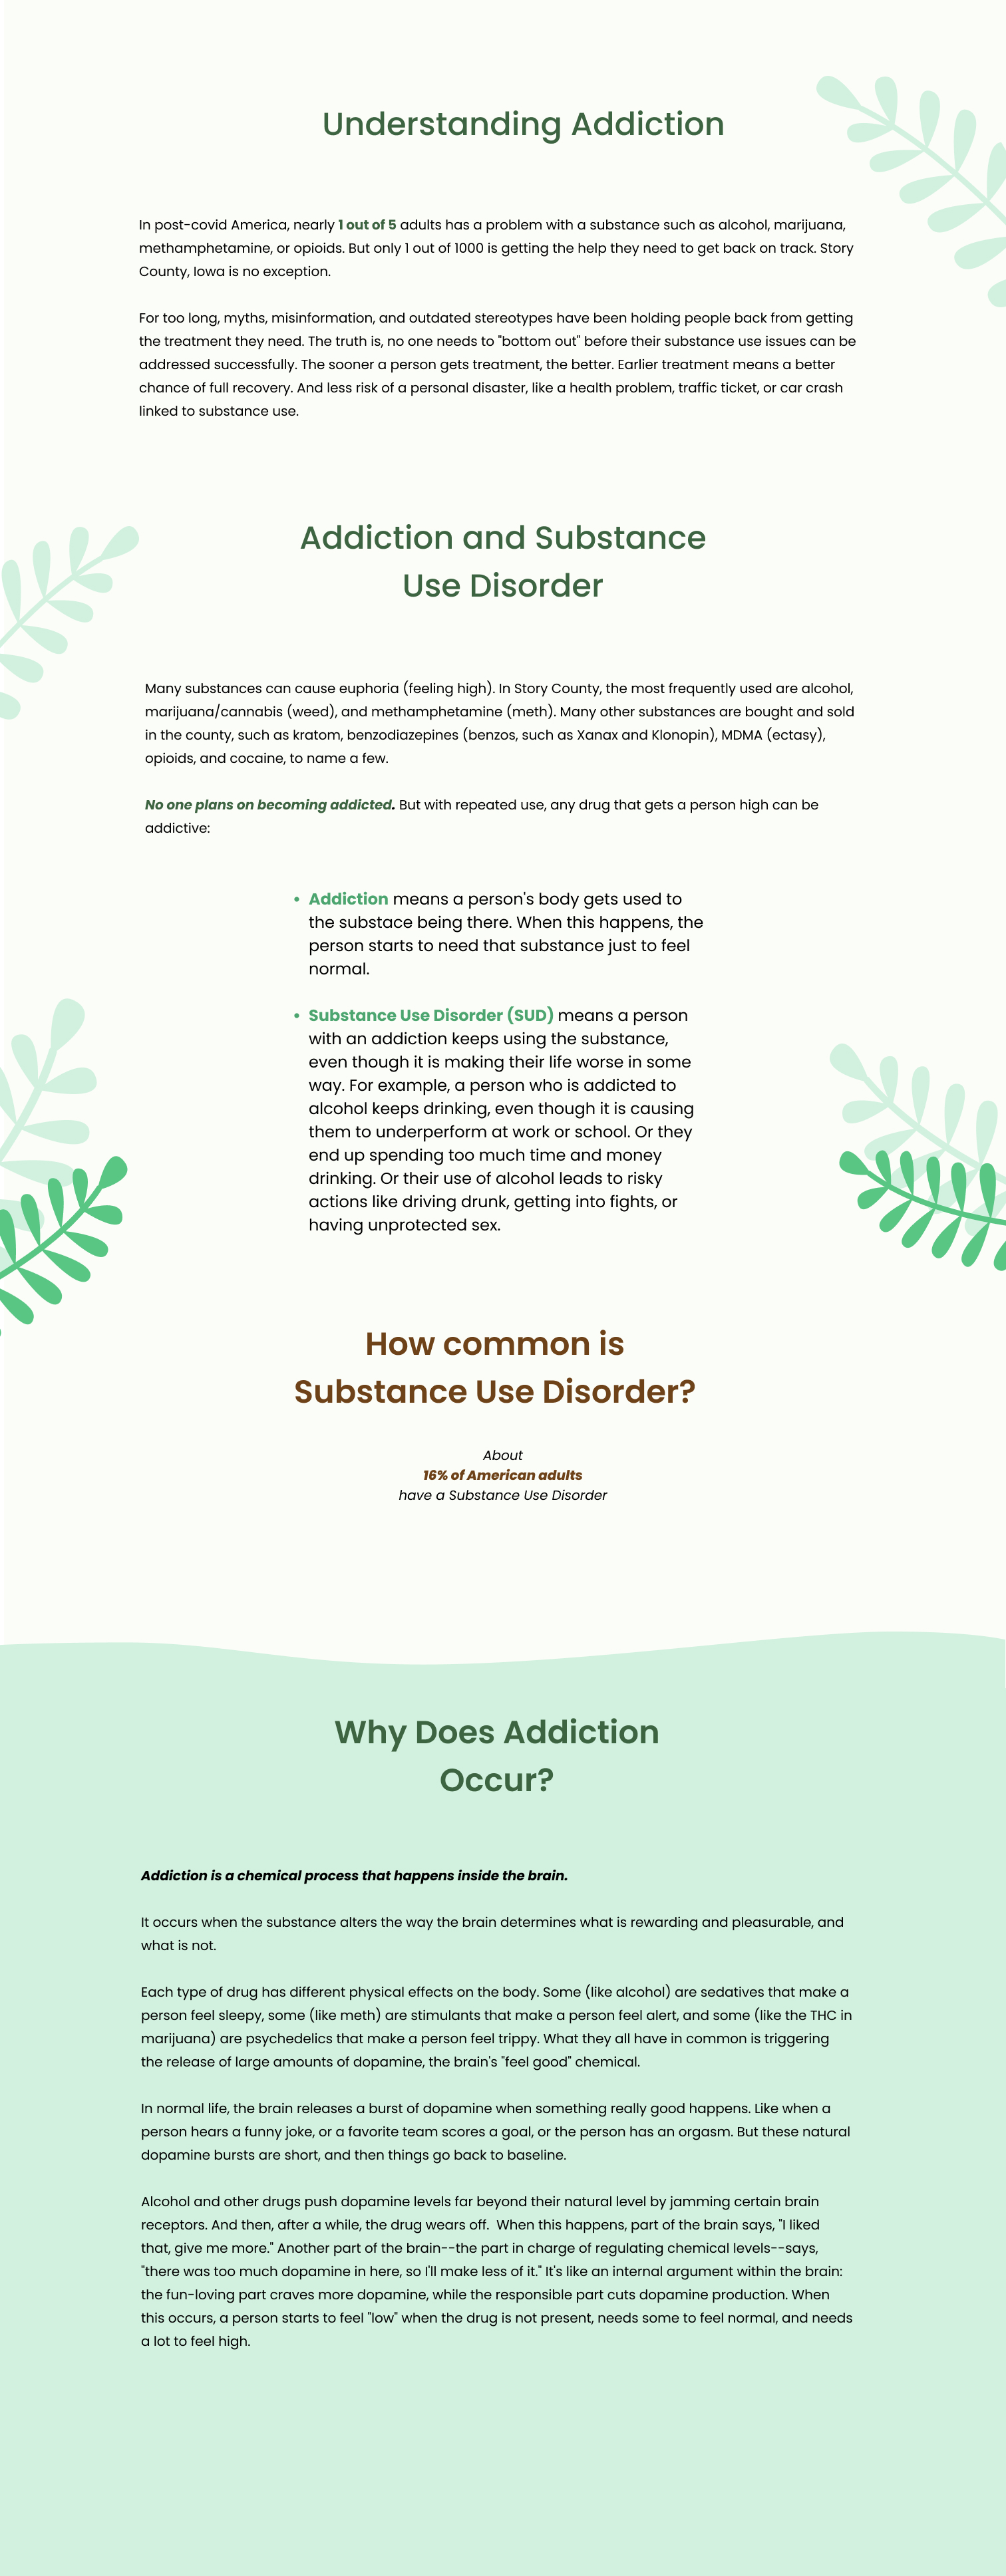 Understanding Addiction
In post-covid America, nearly 1 out of 5 adults has a problem with a substance such as alcohol, marijuana,
methamphetamine, or opioids. But only 1 out of 1000 is getting the help they need to get back on track. Story
County, Iowa is no exception.
For too long, myths, misinformation, and outdated stereotypes have been holding people back from getting
the treatment they need. The truth is, no one needs to "bottom out" before their substance use issues can be
addressed successfully. The sooner a person gets treatment, the better. Earlier treatment means a better
chance of full recovery. And less risk of a personal disaster, like a health problem, traffic ticket, or car crash
linked to substance use.
Addiction and Substance
Use Disorder
Many substances can cause euphoria (feeling high). In Story County, the most frequently used are alcohol,
marijuana/cannabis (weed), and methamphetamine (meth). Many other substances are bought and sold
in the county, such as kratom, benzodiazepines (benzos, such as Xanax and Klonopin), MDMA (ectasy),
opioids, and cocaine, to name a few.
No one plans on becoming addicted. But with repeated use, any drug that gets a person high can be
addictive:
• Addiction means a person's body gets used to
the substace being there. When this happens, the
person starts to need that substance just to feel
normal.
• Substance Use Disorder (SUD) means a person
with an addiction keeps using the substance,
even though it is making their life worse in some
way. For example, a person who is addicted to
alcohol keeps drinking, even though it is causing
them to underperform at work or school. Or they
end up spending too much time and money
drinking. Or their use of alcohol leads to risky
actions like driving drunk, getting into fights, or
having unprotected sex.
How common is
Substance Use Disorder?
About
16% of American adults
have a Substance Use Disorder
Why Does Addiction
Occur?
Addiction is a chemical process that happens inside the brain.
It occurs when the substance alters the way the brain determines what is rewarding and pleasurable, and
what is not.
Each type of drug has different physical effects on the body. Some (like alcohol) are sedatives that make a
person feel sleepy, some (like meth) are stimulants that make a person feel alert, and some (like the THC in
marijuana) are psychedelics that make a person feel trippy. What they all have in common is triggering
the release of large amounts of dopamine, the brain's "feel good" chemical.
In normal life, the brain releases a burst of dopamine when something really good happens. Like when a
person hears a funny joke, or a favorite team scores a goal, or the person has an orgasm. But these natural
dopamine bursts are short, and then things go back to baseline.
Alcohol and other drugs push dopamine levels far beyond their natural level by jamming certain brain
receptors. And then, after a while, the drug wears off.  When this happens, part of the brain says, "I liked
that, give me more." Another part of the brain--the part in charge of regulating chemical levels--says,
"there was too much dopamine in here, so I'll make less of it." It's like an internal argument within the brain:
the fun-loving part craves more dopamine, while the responsible part cuts dopamine production. When
this occurs, a person starts to feel "low" when the drug is not present, needs some to feel normal, and needs
a lot to feel high.